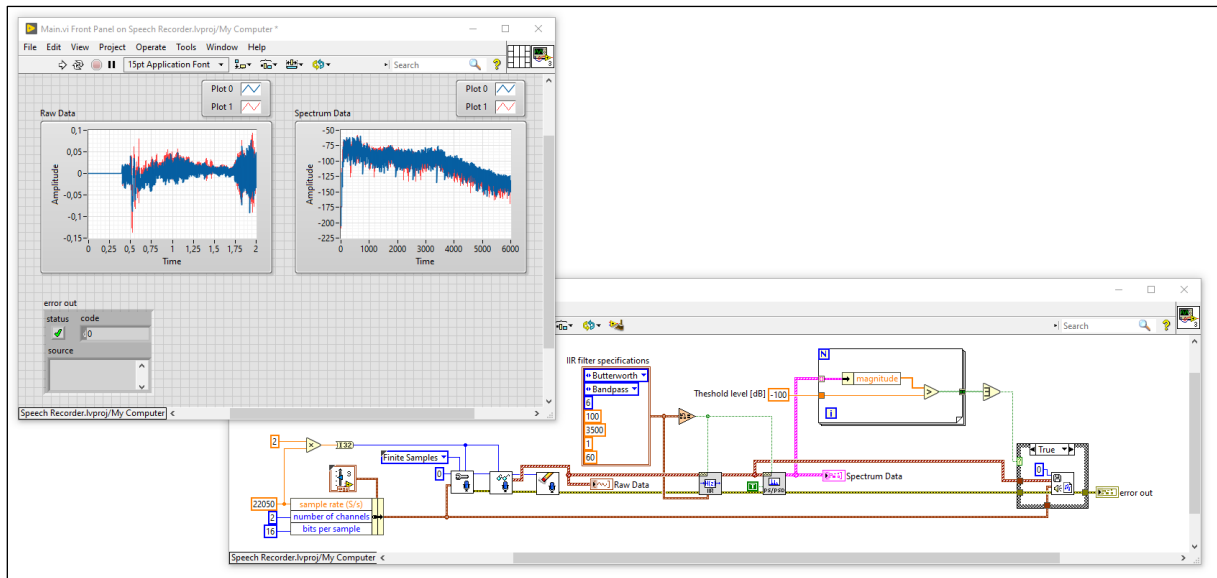 Main.vi Front Panel on Speech Recorder.lvproj/My Computer *
File Edit View Project Operate Tools Window Help
15pt Application Font
Search
3
Plot 0
Plot 1
Raw Data
0,1
0,05
0
-0,05
-0,1
-0,15
Amplitude
0 0,25 0,5 0,75 1 1,25 1,5 1,75 2
Time
Plot 0
Plot 1
Spectrum Data
-50
-75
-100
-125
-150
-175
-200
-225
Amplitude
0 1000 2000 3000 4000 5000 6000
Time
error out
status code
0
source
Speech Recorder.lvproj/My Computer
Search
3
IIR filter specifications
Butterworth
Bandpass
6
100
3500
1
60
Theshold level [dB] -100
N
magnitude
>
i
2
×
I32
Finite Samples
0
22050
sample rate (S/s)
2
number of channels
16
bits per sample
Raw Data
H(z)
IIR
T
PS/PSD
Spectrum Data
True
0
error out
Speech Recorder.lvproj/My Computer